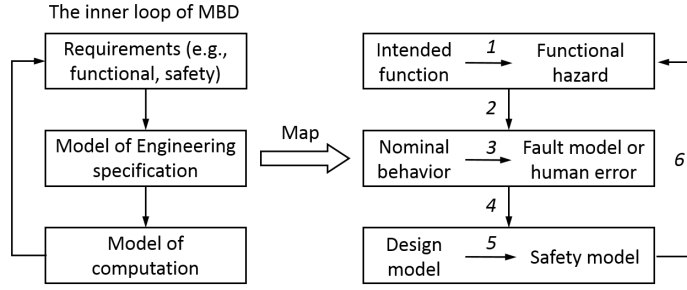 The inner loop of MBD
Requirements (e.g.,
functional, safety)
Model of Engineering
specification
Model of
computation
Map
Intended
function
1
Functional
hazard
2
Nominal
behavior
3
Fault model or
human error
4
Design
model
5
Safety model
6